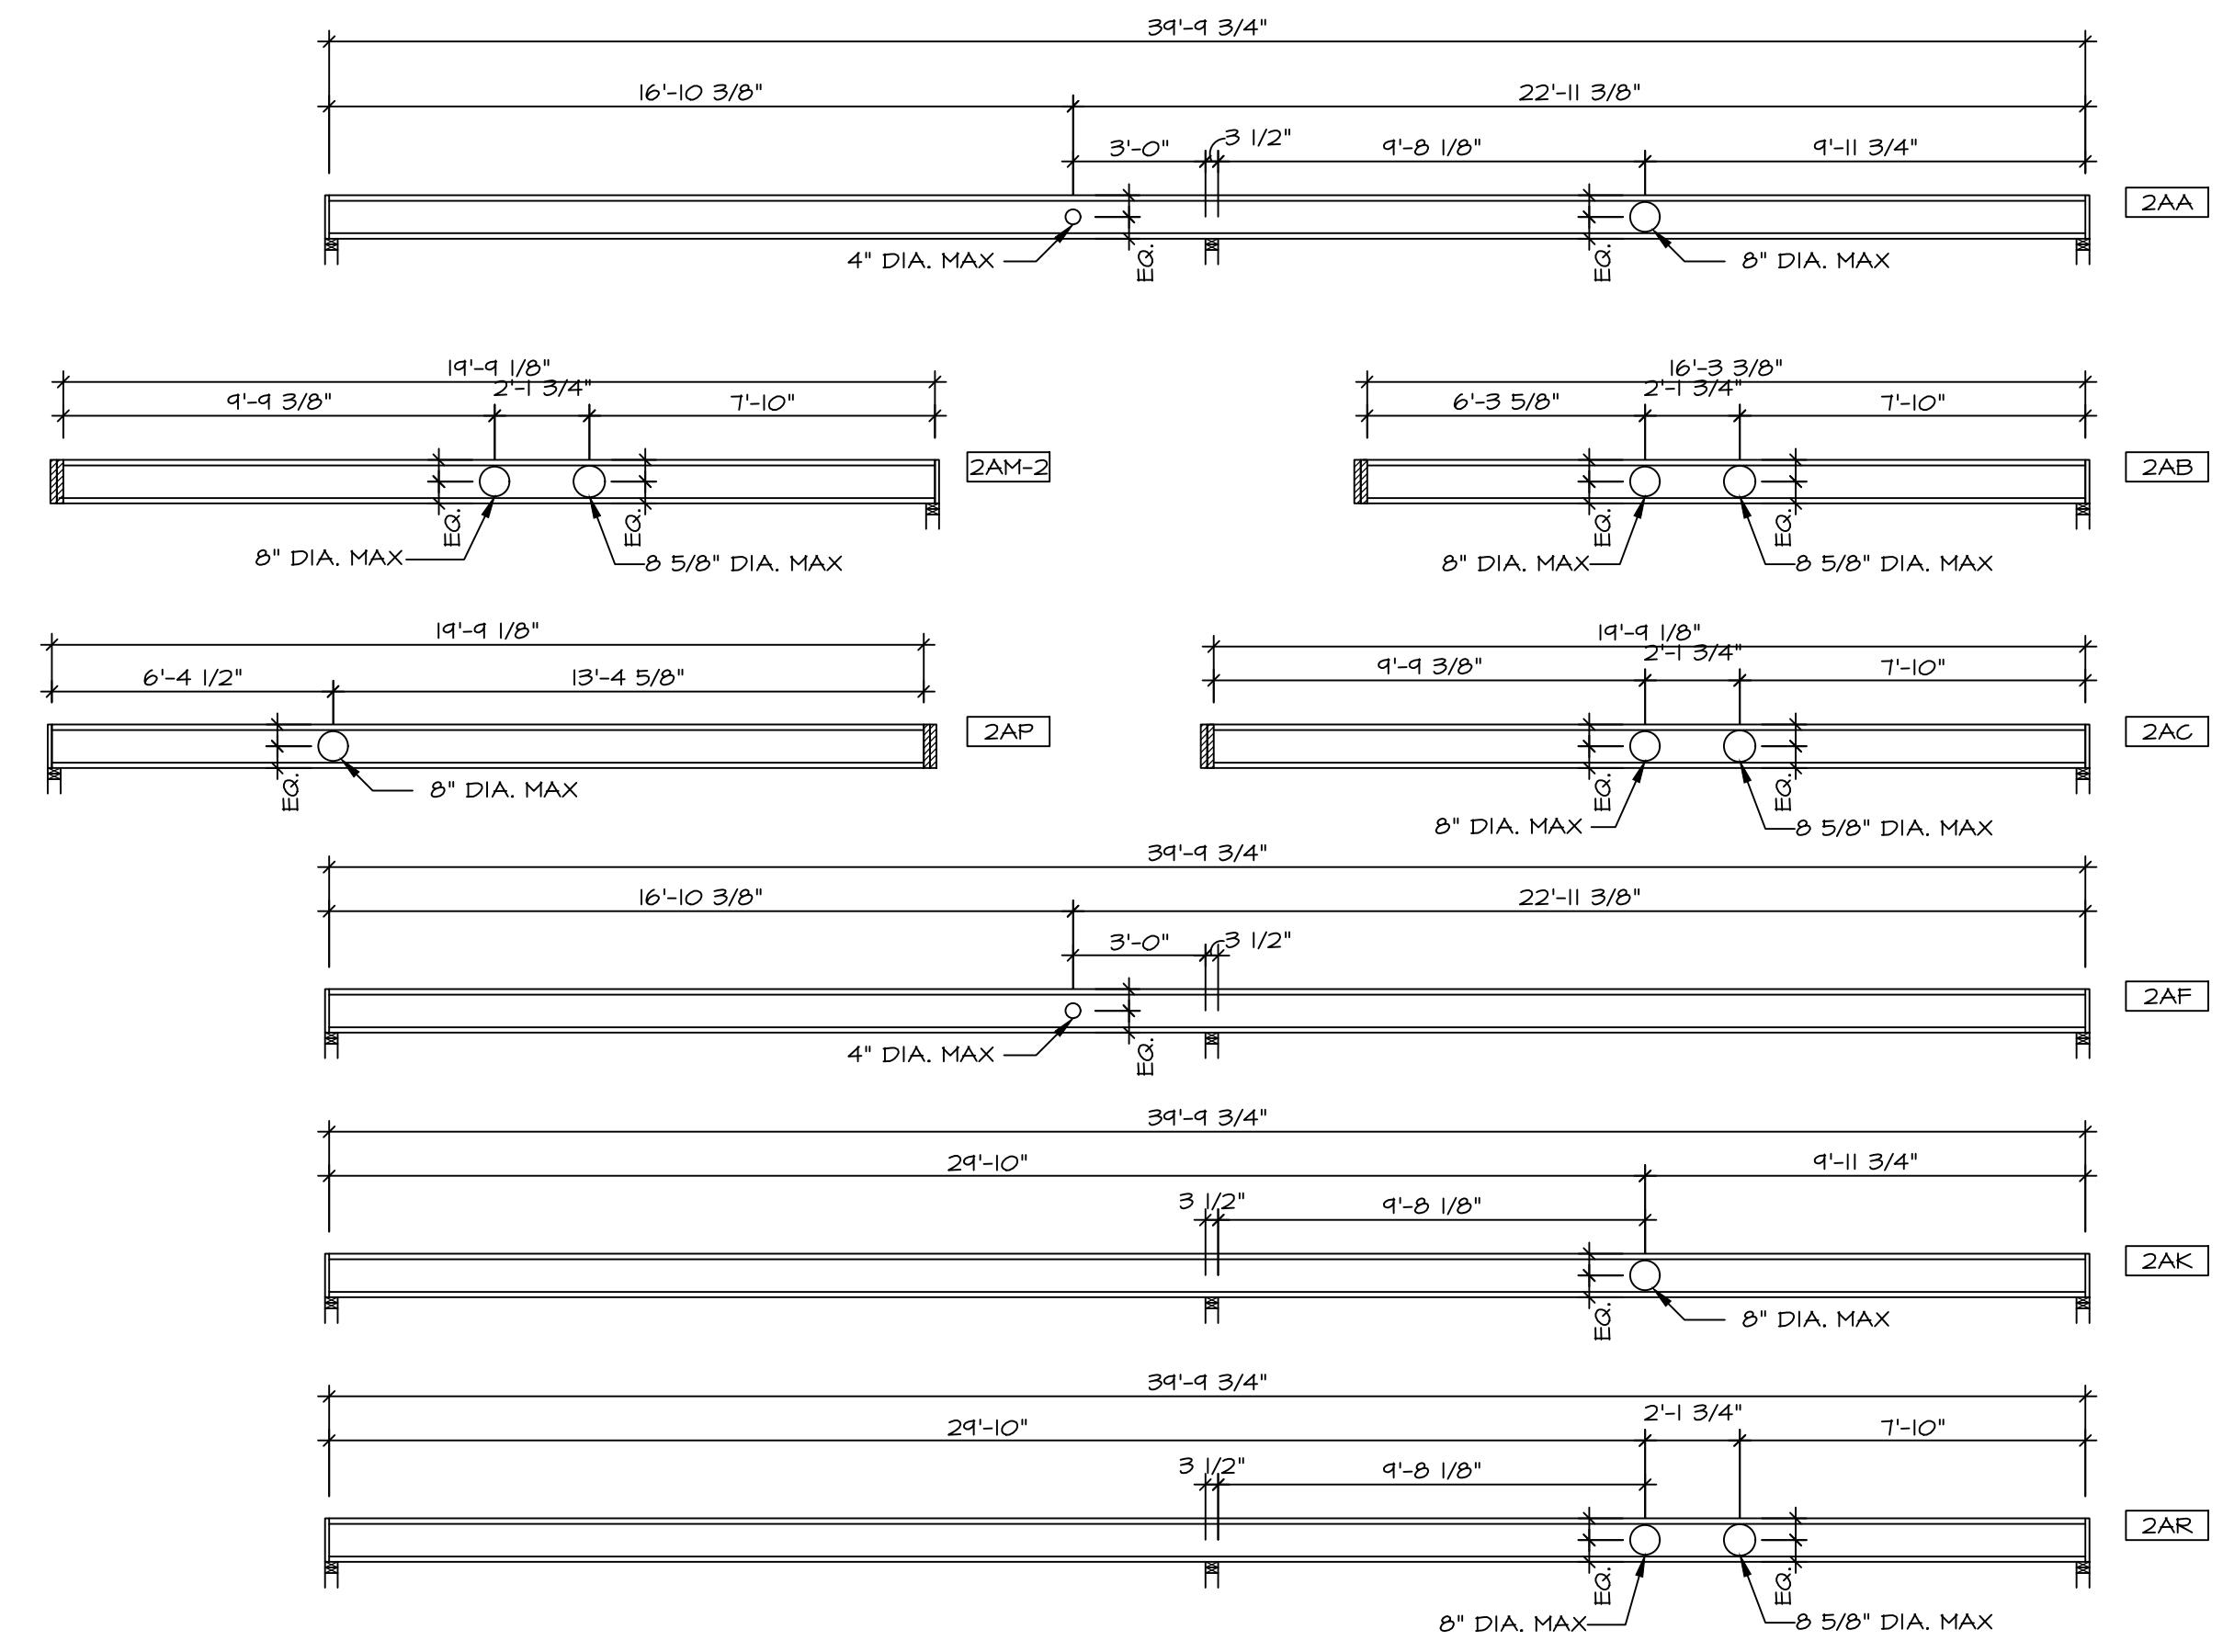 39'-9 3/4"
16'-10 3/8" 22'-11 3/8"
3'-0" 3 1/2" 9'-8 1/8" 9'-11 3/4"
2AA
4" DIA. MAX EQ. EQ. 8" DIA. MAX
19'-9 1/8"
9'-9 3/8" 2'-1 3/4" 7'-10"
2AM-2
EQ. EQ.
8" DIA. MAX 8 5/8" DIA. MAX
16'-3 3/8"
6'-3 5/8" 2'-1 3/4" 7'-10"
2AB
EQ. EQ.
8" DIA. MAX 8 5/8" DIA. MAX
19'-9 1/8"
6'-4 1/2" 13'-4 5/8"
2AP
EQ. 8" DIA. MAX
19'-9 1/8"
9'-9 3/8" 2'-1 3/4" 7'-10"
2AC
EQ. EQ.
8" DIA. MAX 8 5/8" DIA. MAX
39'-9 3/4"
16'-10 3/8" 22'-11 3/8"
3'-0" 3 1/2"
2AF
4" DIA. MAX EQ.
39'-9 3/4"
29'-10" 9'-11 3/4"
3 1/2" 9'-8 1/8"
2AK
EQ. 8" DIA. MAX
39'-9 3/4"
29'-10" 2'-1 3/4" 7'-10"
3 1/2" 9'-8 1/8"
2AR
EQ. EQ.
8" DIA. MAX 8 5/8" DIA. MAX